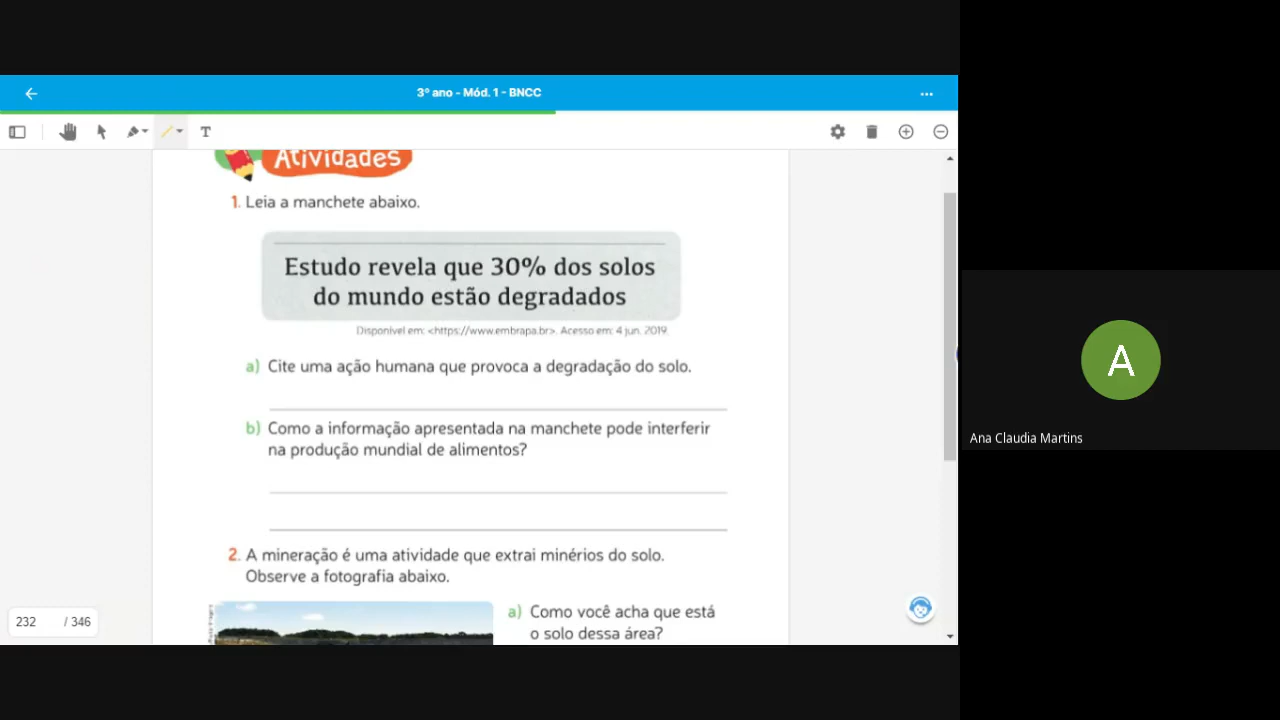 3º ano - Mód. 1 - BNCC
T
Atividades
1. Leia a manchete abaixo.
Estudo revela que 30% dos solos
do mundo estão degradados
Disponível em: <https://www.embrapa.br>. Acesso em: 4 jun. 2019.
a) Cite uma ação humana que provoca a degradação do solo.
b) Como a informação apresentada na manchete pode interferir
na produção mundial de alimentos?
2. A mineração é uma atividade que extrai minérios do solo.
Observe a fotografia abaixo.
a) Como você acha que está
o solo dessa área?
232 / 346
A
Ana Claudia Martins